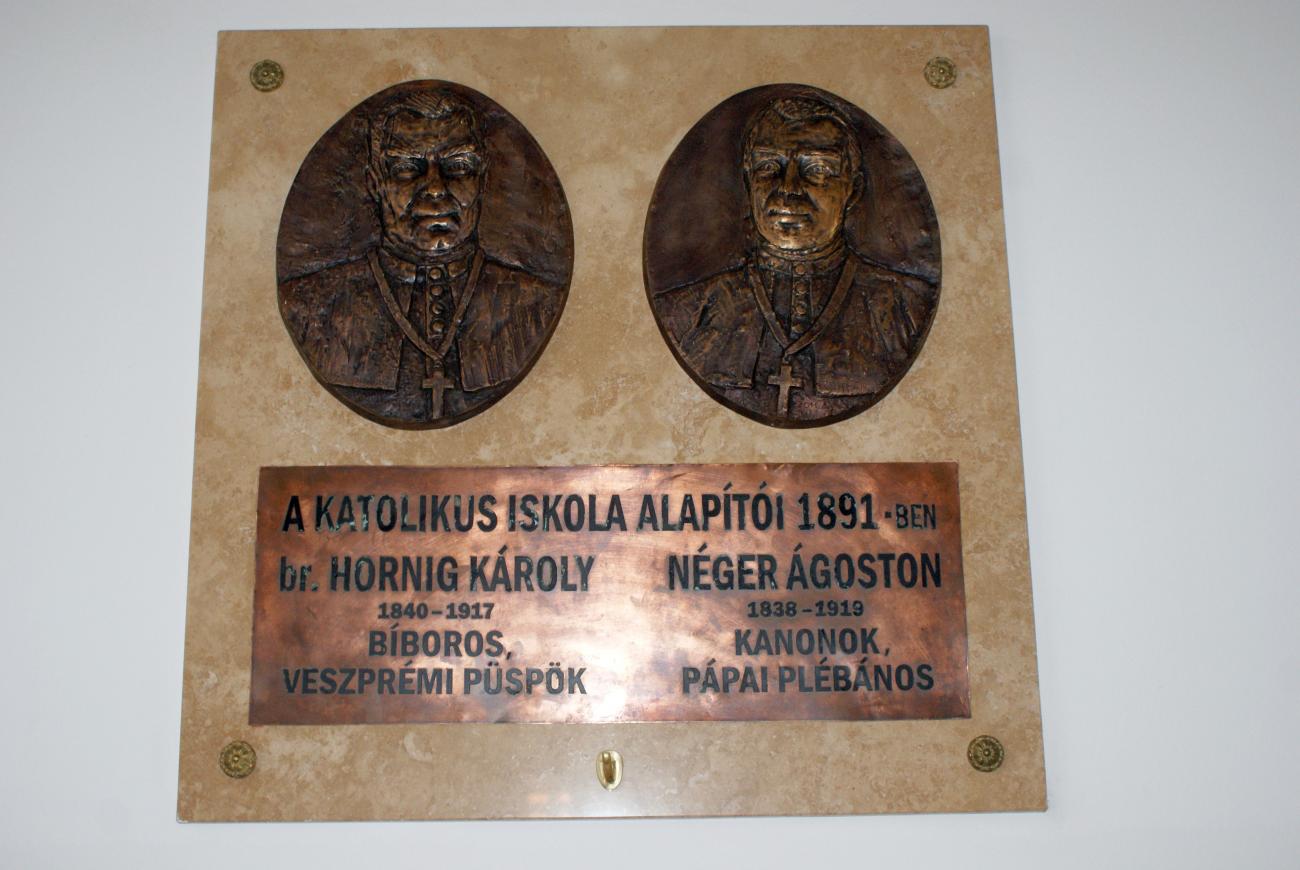 A KATOLIKUS ISKOLA ALAPÍTÓI 1891-BEN
br. HORNIG KÁROLY
1840-1917
BÍBOROS,
VESZPRÉMI PÜSPÖK
NÉGER ÁGOSTON
1838-1919
KANONOK,
PÁPAI PLÉBÁNOS